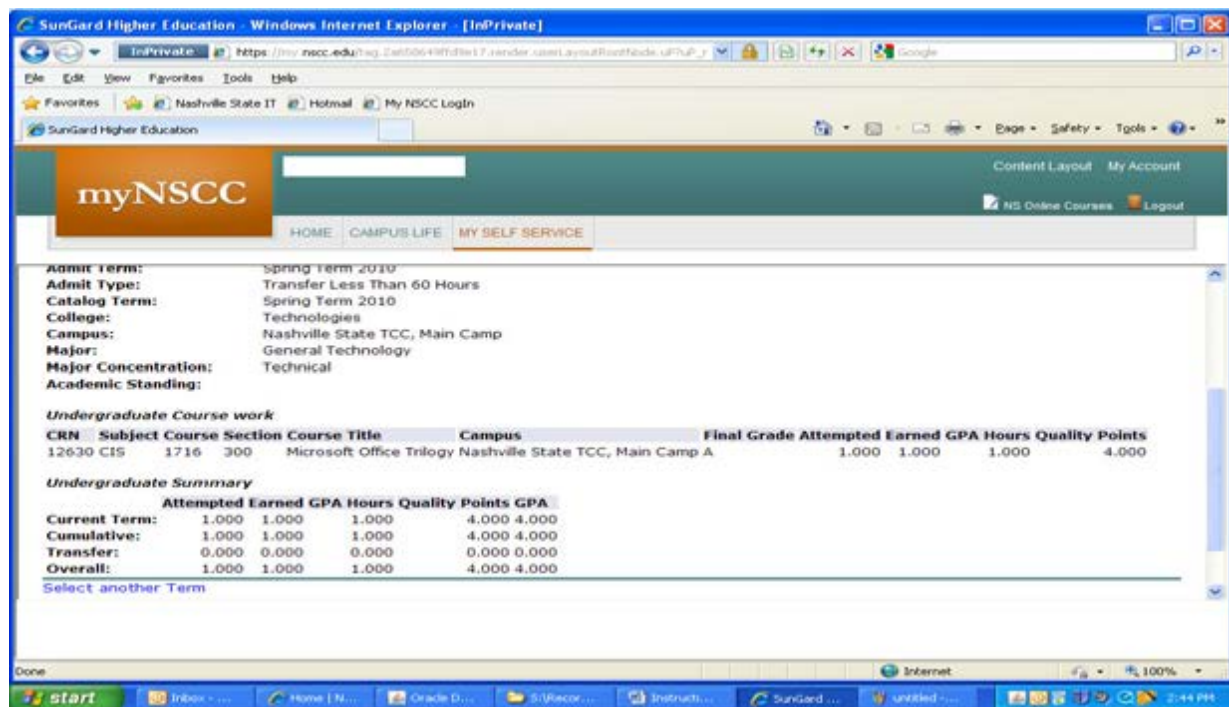 SunGard Higher Education - Windows Internet Explorer - [InPrivate]
InPrivate https://my.nscc.edu/ Google
File Edit View Favorites Tools Help
Favorites Nashville State IT Hotmail My NSCC LogIn
SunGard Higher Education Page Safety Tools
Content Layout My Account
myNSCC
NS Online Courses Logout
HOME CAMPUS LIFE MY SELF SERVICE
Admit Term: Spring Term 2010
Admit Type: Transfer Less Than 60 Hours
Catalog Term: Spring Term 2010
College: Technologies
Campus: Nashville State TCC, Main Camp
Major: General Technology
Major Concentration: Technical
Academic Standing:
Undergraduate Course work
CRN Subject Course Section Course Title Campus Final Grade Attempted Earned GPA Hours Quality Points
12630 CIS 1716 300 Microsoft Office Trilogy Nashville State TCC, Main Camp A 1.000 1.000 1.000 4.000
Undergraduate Summary
Attempted Earned GPA Hours Quality Points GPA
Current Term: 1.000 1.000 1.000 4.000 4.000
Cumulative: 1.000 1.000 1.000 4.000 4.000
Transfer: 0.000 0.000 0.000 0.000 0.000
Overall: 1.000 1.000 1.000 4.000 4.000
Select another Term
Done Internet 100%
start Inbox - ... Home | N... Oracle D... S:\Recor... Instructi... SunGard ... untitled -... 2:44 PM